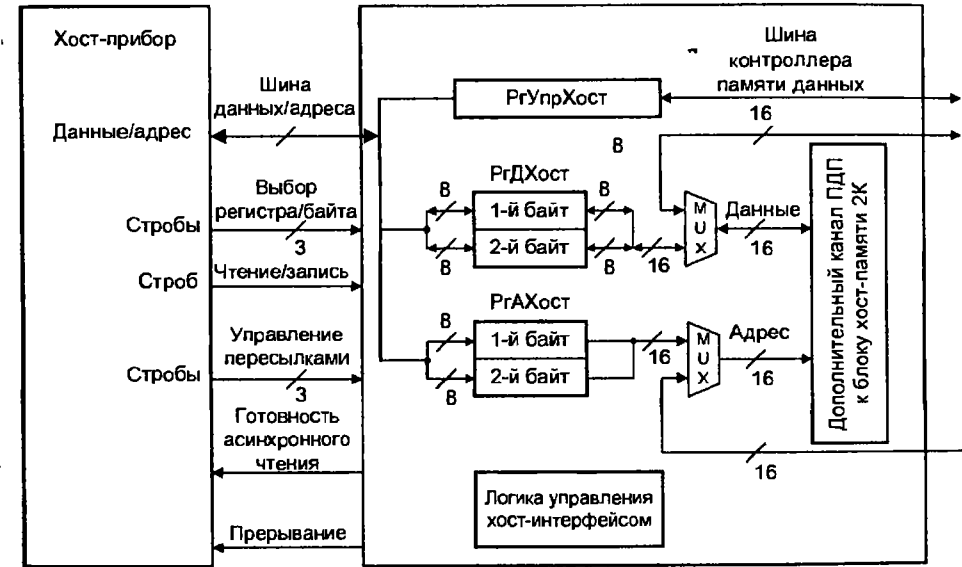 Хост-прибор
Данные/адрес
Стробы
Строб
Стробы
Шина
данных/адреса
Выбор
регистра/байта
3
Чтение/запись
Управление
пересылками
3
Готовность
асинхронного
чтения
Прерывание
РгУпрХост
Шина
контроллера
памяти данных
16
8
РгДХост
8
8
1-й байт
2-й байт
8
8
16
MUX
Данные
16
РгАХост
8
1-й байт
2-й байт
8
16
MUX
Адрес
16
16
Дополнительный канал ПДП
к блоку хост-памяти 2К
Логика управления
хост-интерфейсом